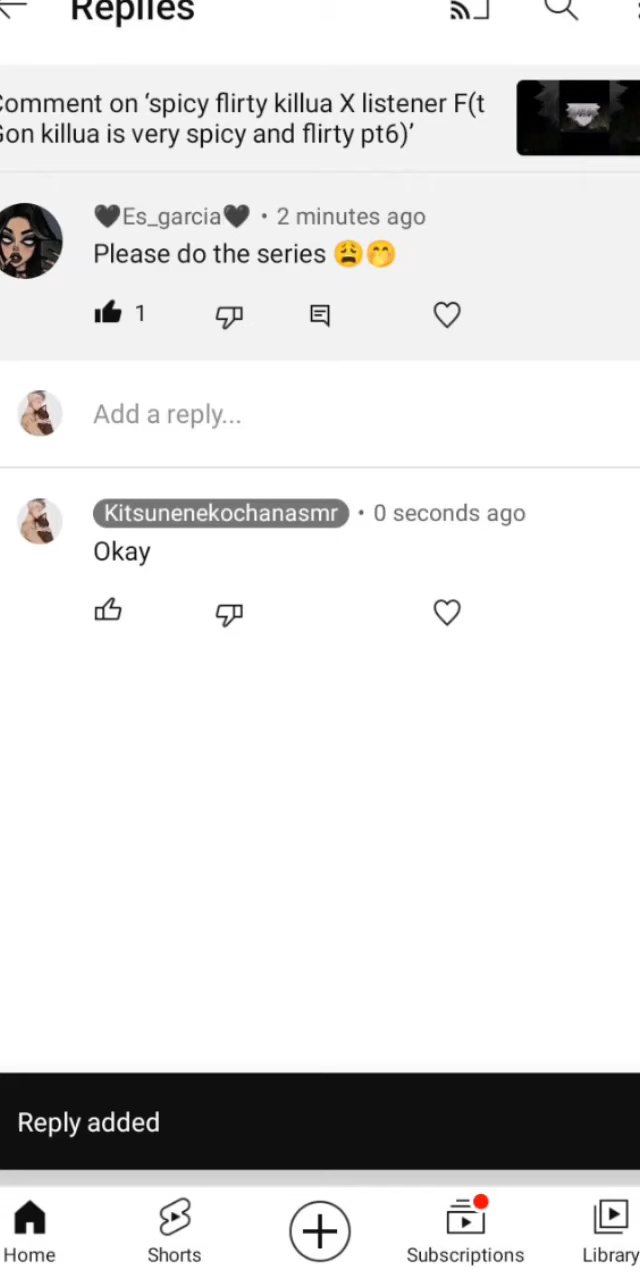 Replies
Comment on ‘spicy flirty killua X listener F(t
Gon killua is very spicy and flirty pt6)’
🖤Es_garcia🖤 • 2 minutes ago
Please do the series 😩🤭
1
Add a reply...
Kitsunenekochanasmr • 0 seconds ago
Okay
Reply added
Home Shorts Subscriptions Library